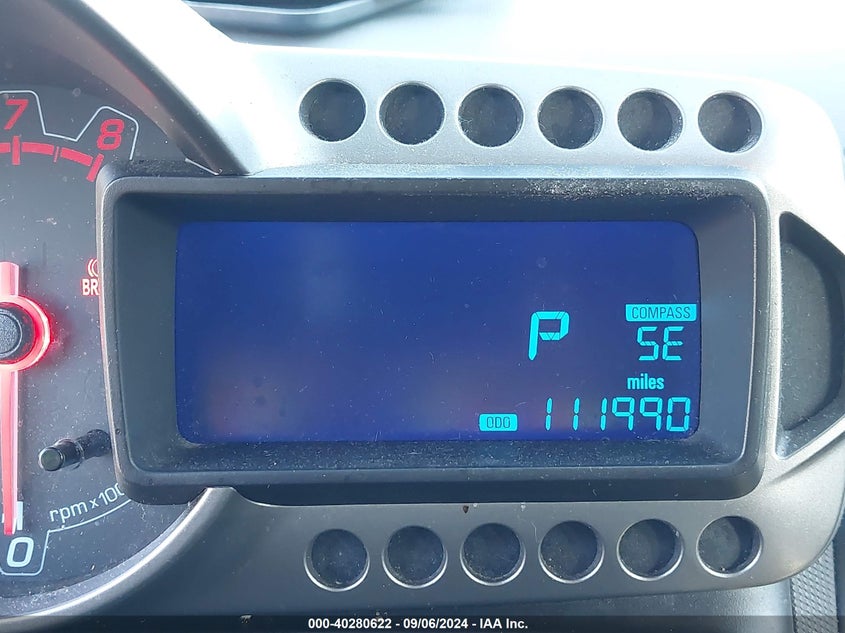 7
8
P
COMPASS
SE
miles
ODO 111990
rpm x100
0
000-40280622 - 09/06/2024 - IAA Inc.